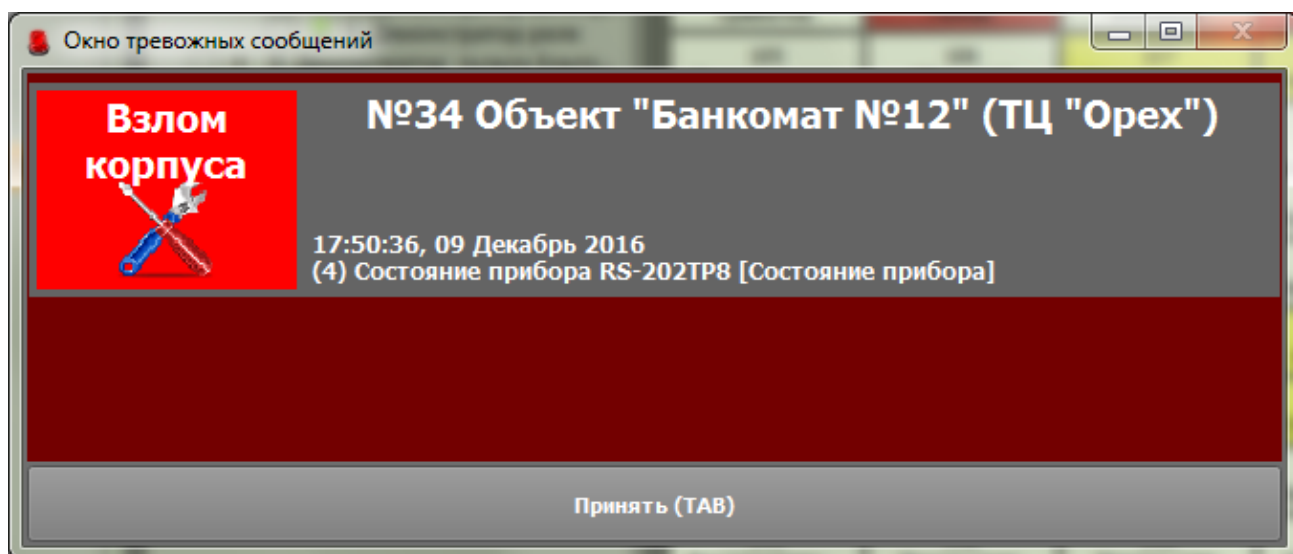 Окно тревожных сообщений
Взлом
корпуса
№34 Объект "Банкомат №12" (ТЦ "Орех")
17:50:36, 09 Декабрь 2016
(4) Состояние прибора RS-202TP8 [Состояние прибора]
Принять (TAB)